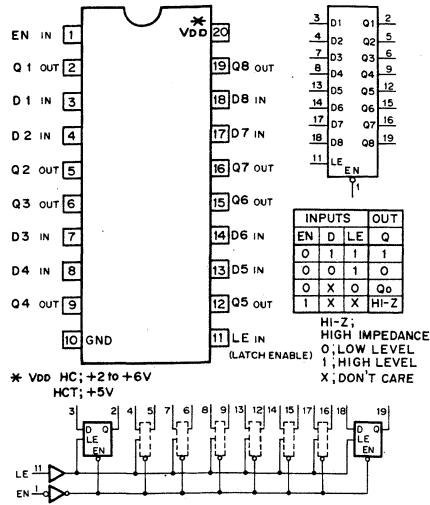 EN IN 1
Q1 OUT 2
D1 IN 3
D2 IN 4
Q2 OUT 5
Q3 OUT 6
D3 IN 7
D4 IN 8
Q4 OUT 9
10 GND
* VDD 20
19 Q8 OUT
18 D8 IN
17 D7 IN
16 Q7 OUT
15 Q6 OUT
14 D6 IN
13 D5 IN
12 Q5 OUT
11 LE IN
(LATCH ENABLE)
3 D1 Q1 2
4 D2 Q2 5
7 D3 Q3 6
8 D4 Q4 9
13 D5 Q5 12
14 D6 Q6 15
17 D7 Q7 16
18 D8 Q8 19
11 LE
EN
1
INPUTS OUT
EN D LE Q
0 1 1 1
0 0 1 0
0 X 0 Qo
1 X X HI-Z
HI-Z;
HIGH IMPEDANCE
0;LOW LEVEL
1;HIGH LEVEL
X;DON'T CARE
* VDD HC; +2 to +6V
HCT; +5V
3 2 4 5 7 6 8 9 13 12 14 15 17 16 18 19
D Q
LE
EN
D Q
LE
EN
LE 11
EN 1